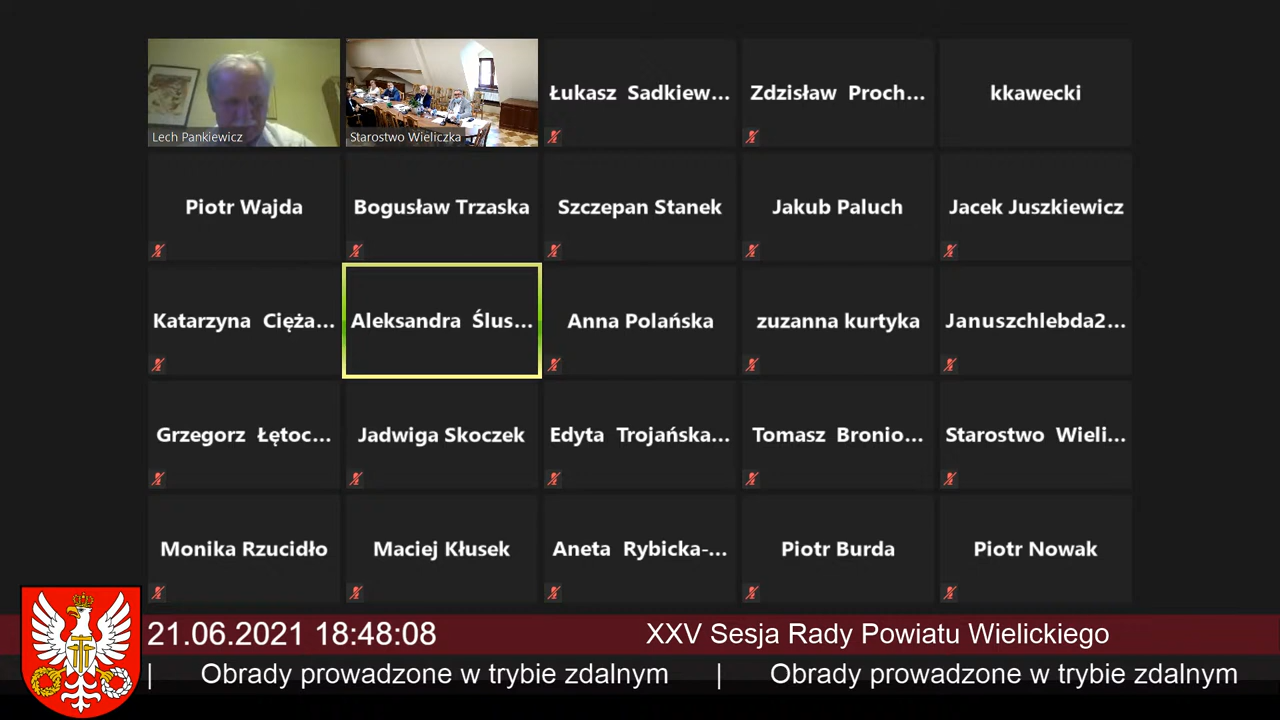 Lech Pankiewicz
Starostwo Wieliczka
Łukasz Sadkiew...
Zdzisław Proch...
kkawecki
Piotr Wajda
Bogusław Trzaska
Szczepan Stanek
Jakub Paluch
Jacek Juszkiewicz
Katarzyna Cięża...
Aleksandra Ślus...
Anna Polańska
zuzanna kurtyka
Januszchlebda2...
Grzegorz Łętoc...
Jadwiga Skoczek
Edyta Trojańska...
Tomasz Bronio...
Starostwo Wieli...
Monika Rzucidło
Maciej Kłusek
Aneta Rybicka-...
Piotr Burda
Piotr Nowak
21.06.2021 18:48:08
XXV Sesja Rady Powiatu Wielickiego
| Obrady prowadzone w trybie zdalnym | Obrady prowadzone w trybie zdalnym